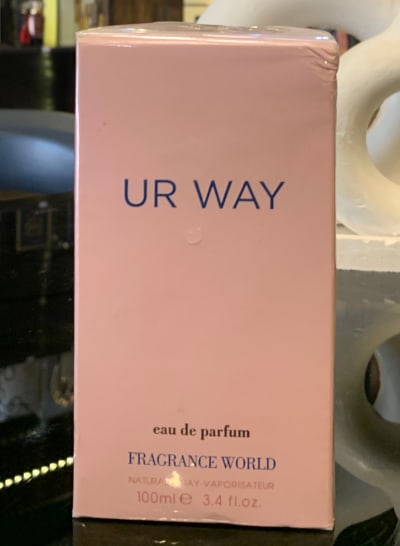 UR WAY
eau de parfum
FRAGRANCE WORLD
NATURAL SPRAY-VAPORISATEUR
100ml ℮ 3.4 fl.oz.